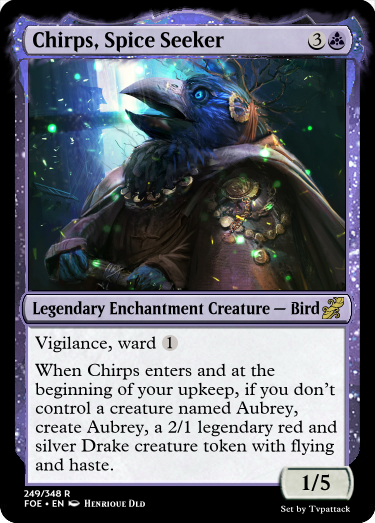 Chirps, Spice Seeker 3
Legendary Enchantment Creature — Bird
Vigilance, ward 1
When Chirps enters and at the
beginning of your upkeep, if you don't
control a creature named Aubrey,
create Aubrey, a 2/1 legendary red and
silver Drake creature token with flying
and haste.
1/5
249/348 R
FOE • EN Henrique Dld
Set by Tvpattack